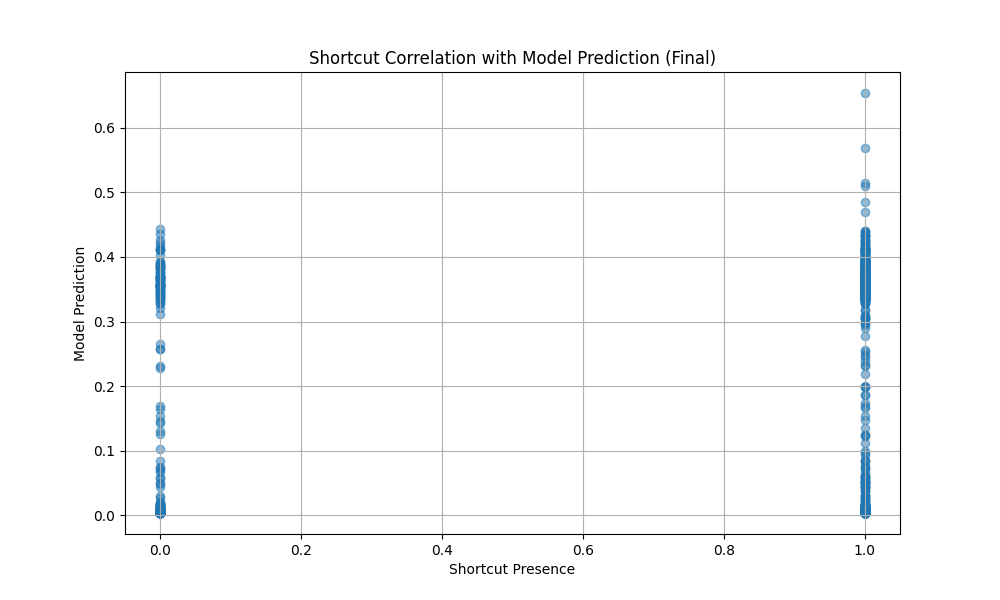 Shortcut Correlation with Model Prediction (Final)
Model Prediction
0.6
0.5
0.4
0.3
0.2
0.1
0.0
0.0 0.2 0.4 0.6 0.8 1.0
Shortcut Presence